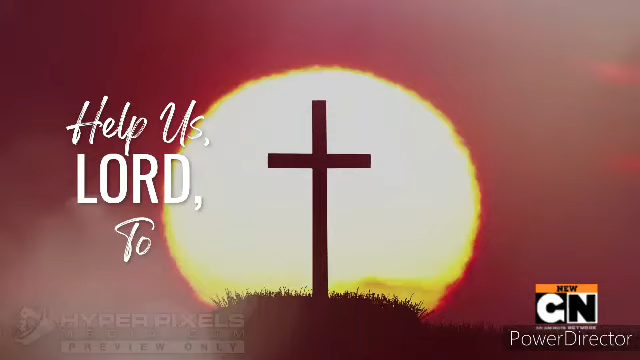 Help Us,
LORD,
To
HYPER PIXELS
PREVIEW ONLY
NEW
CN
PowerDirector